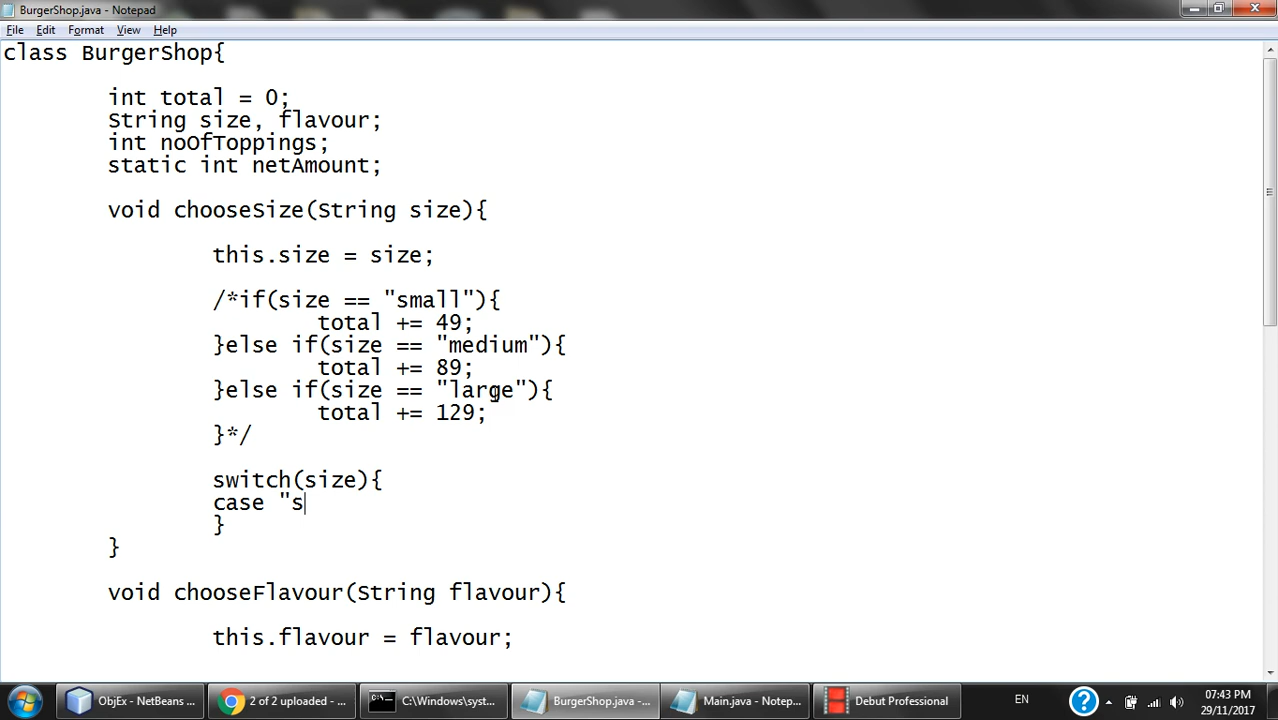 BurgerShop.java - Notepad
File Edit Format View Help
class BurgerShop{
int total = 0;
String size, flavour;
int noOfToppings;
static int netAmount;
void chooseSize(String size){
this.size = size;
/*if(size == "small"){
total += 49;
}else if(size == "medium"){
total += 89;
}else if(size == "large"){
total += 129;
}*/
switch(size){
case "s
}
}
void chooseFlavour(String flavour){
this.flavour = flavour;
ObjEx - NetBeans ... 2 of 2 uploaded - ... C:\Windows\syst... BurgerShop.java -... Main.java - Notep... Debut Professional EN 07:43 PM
29/11/2017